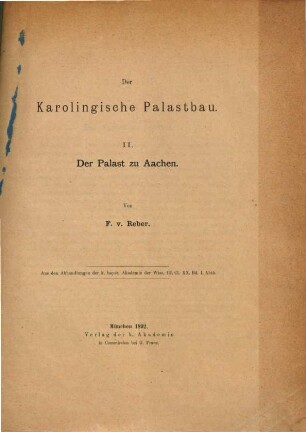 Der
Karolingische Palastbau.
II.
Der Palast zu Aachen.
Von
F. v. Reber.
Aus den Abhandlungen der k. bayer. Akademie der Wiss. III. Cl. XX. Bd. I. Abth.
München 1892.
Verlag der k. Akademie
in Commission bei G. Franz.